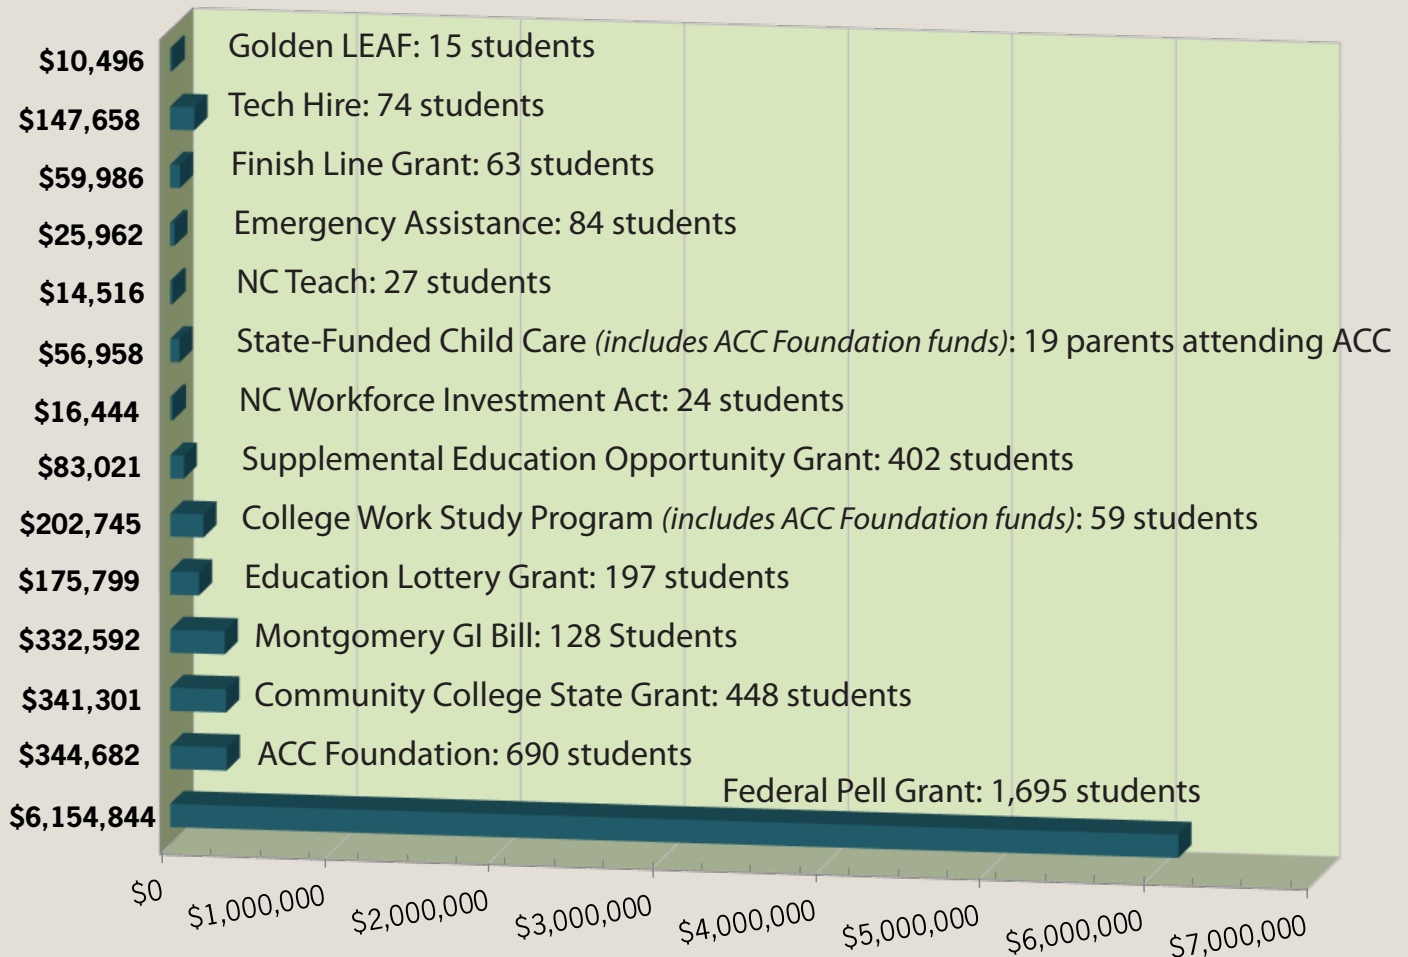 $10,496 Golden LEAF: 15 students
$147,658 Tech Hire: 74 students
$59,986 Finish Line Grant: 63 students
$25,962 Emergency Assistance: 84 students
$14,516 NC Teach: 27 students
$56,958 State-Funded Child Care (includes ACC Foundation funds): 19 parents attending ACC
$16,444 NC Workforce Investment Act: 24 students
$83,021 Supplemental Education Opportunity Grant: 402 students
$202,745 College Work Study Program (includes ACC Foundation funds): 59 students
$175,799 Education Lottery Grant: 197 students
$332,592 Montgomery GI Bill: 128 Students
$341,301 Community College State Grant: 448 students
$344,682 ACC Foundation: 690 students
Federal Pell Grant: 1,695 students
$6,154,844
$0 $1,000,000 $2,000,000 $3,000,000 $4,000,000 $5,000,000 $6,000,000 $7,000,000